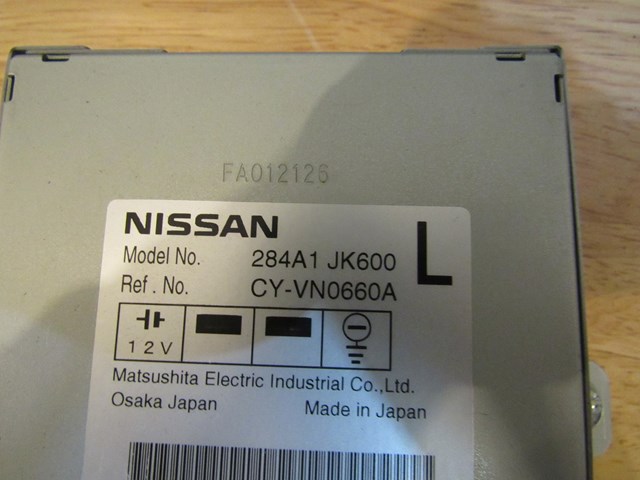 FA012126
NISSAN
L
Model No. 284A1 JK600
Ref. No. CY-VN0660A
12V
Matsushita Electric Industrial Co.,Ltd.
Osaka Japan Made in Japan